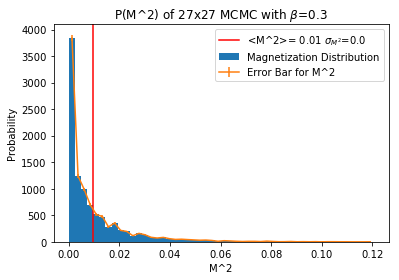 P(M^2) of 27x27 MCMC with β=0.3
<M^2>= 0.01 σ_{M²}=0.0
Magnetization Distribution
Error Bar for M^2
Probability
4000
3500
3000
2500
2000
1500
1000
500
0
0.00 0.02 0.04 0.06 0.08 0.10 0.12
M^2